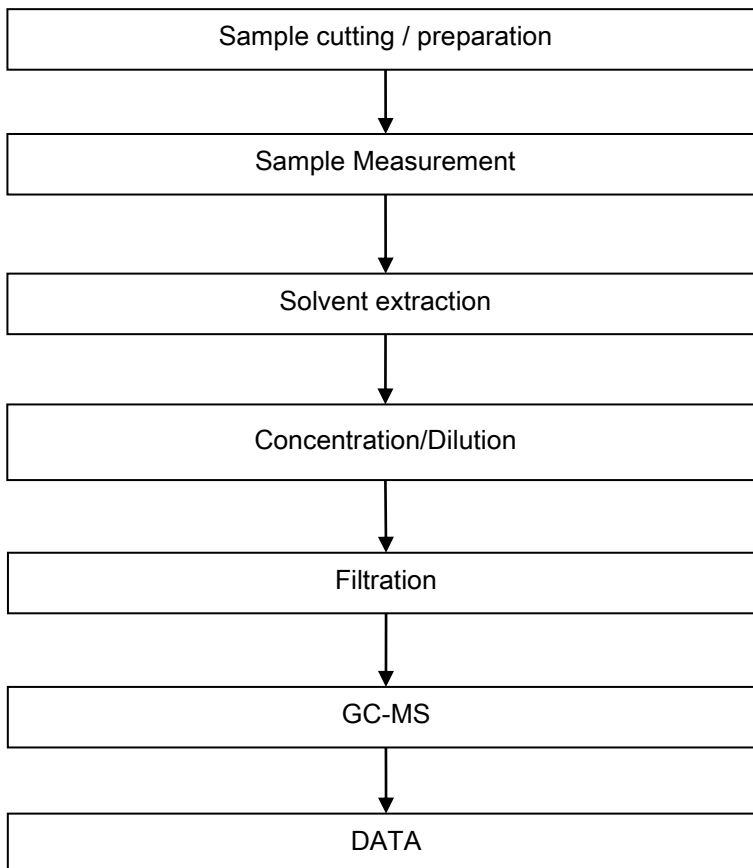 Sample cutting / preparation
Sample Measurement
Solvent extraction
Concentration/Dilution
Filtration
GC-MS
DATA